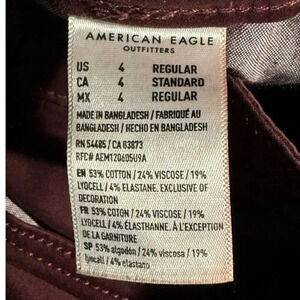 AMERICAN EAGLE
OUTFITTERS
US 4 REGULAR
CA 4 STANDARD
MX 4 REGULAR
MADE IN BANGLADESH / FABRIQUÉ AU
BANGLADESH / HECHO EN BANGLADESH
RN 54485 / CA 03873
RFC# AEM120605U9A
EN 53% COTTON / 24% VISCOSE / 19%
LYOCELL / 4% ELASTANE. EXCLUSIVE OF
DECORATION
FR 53% COTON / 24% VISCOSE / 19%
LYOCELL / 4% ÉLASTHANNE. À L'EXCEPTION
DE LA GARNITURE
SP 53% algodón / 24% viscosa / 19%
lyocell / 4% elastano